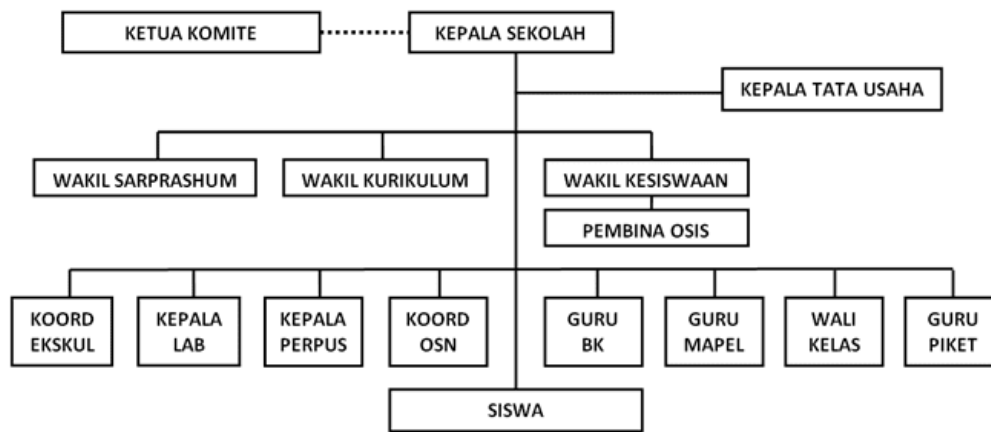 KETUA KOMITE
KEPALA SEKOLAH
KEPALA TATA USAHA
WAKIL SARPRASHUM
WAKIL KURIKULUM
WAKIL KESISWAAN
PEMBINA OSIS
KOORD
EKSKUL
KEPALA
LAB
KEPALA
PERPUS
KOORD
OSN
GURU
BK
GURU
MAPEL
WALI
KELAS
GURU
PIKET
SISWA